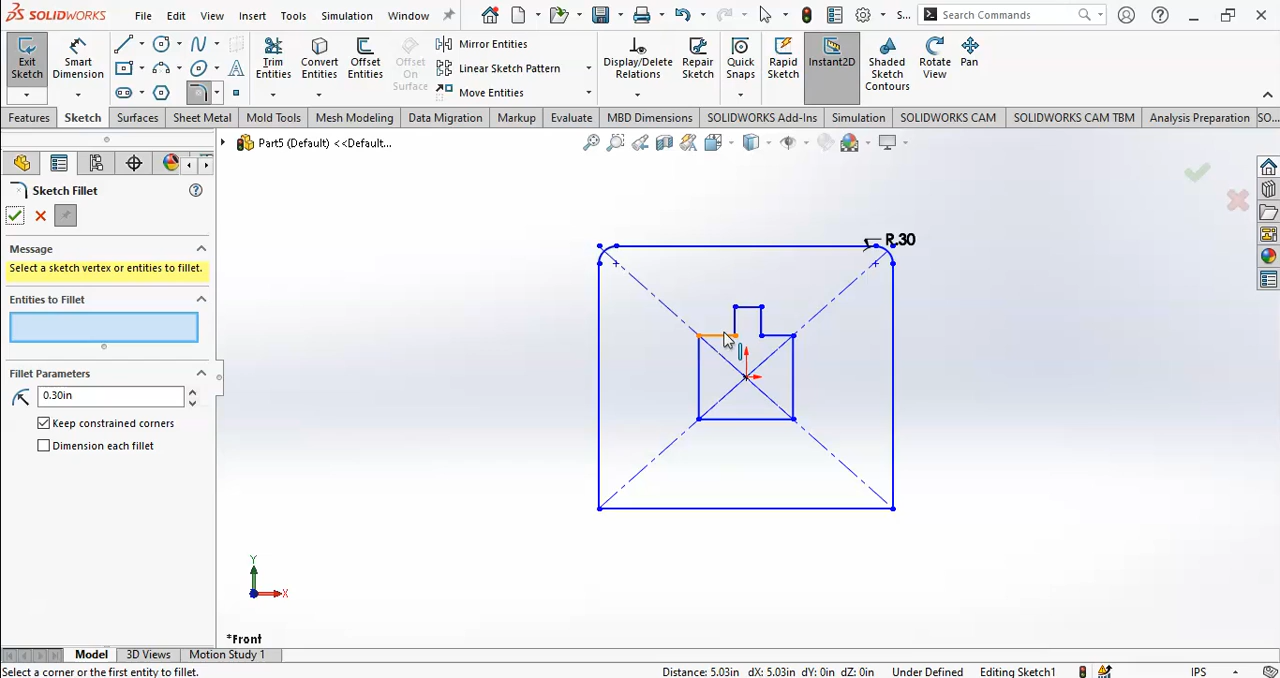 SOLIDWORKS File Edit View Insert Tools Simulation Window S... Search Commands
Exit Sketch Smart Dimension Trim Entities Convert Entities Offset Entities Offset On Surface Mirror Entities Linear Sketch Pattern Move Entities Display/Delete Relations Repair Sketch Quick Snaps Rapid Sketch Instant2D Shaded Sketch Contours Rotate View Pan
Features Sketch Surfaces Sheet Metal Mold Tools Mesh Modeling Data Migration Markup Evaluate MBD Dimensions SOLIDWORKS Add-Ins Simulation SOLIDWORKS CAM SOLIDWORKS CAM TBM Analysis Preparation SO...
Part5 (Default) <<Default...
Sketch Fillet
Message
Select a sketch vertex or entities to fillet.
Entities to Fillet
Fillet Parameters
0.30in
Keep constrained corners
Dimension each fillet
R.30
Y
X
*Front
Model 3D Views Motion Study 1
Select a corner or the first entity to fillet. Distance: 5.03in dX: 5.03in dY: 0in dZ: 0in Under Defined Editing Sketch1 IPS